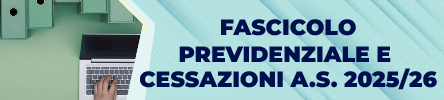 FASCICOLO
PREVIDENZIALE E
CESSAZIONI A.S. 2025/26